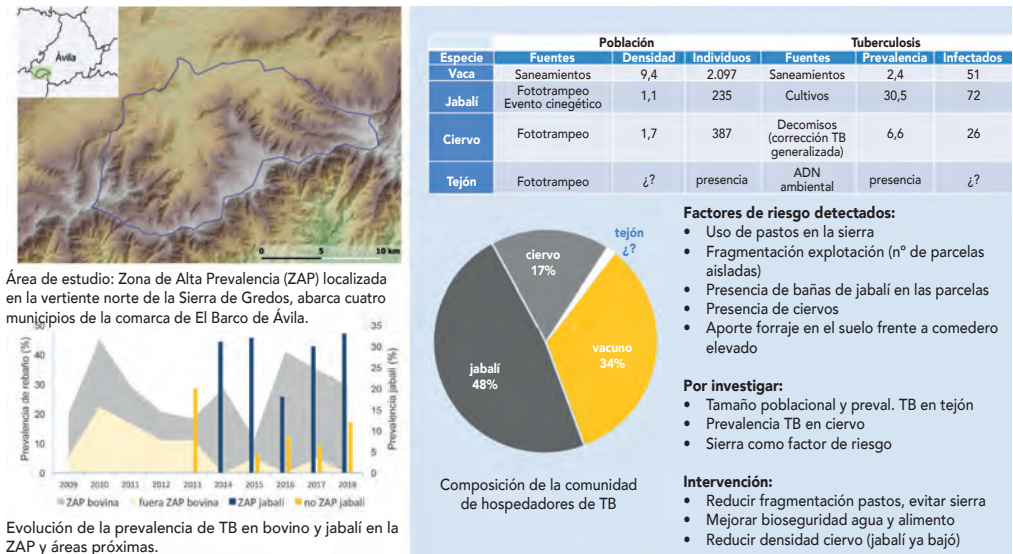 Ávila
0 5 10 km
Área de estudio: Zona de Alta Prevalencia (ZAP) localizada
en la vertiente norte de la Sierra de Gredos, abarca cuatro
municipios de la comarca de El Barco de Ávila.
Prevalencia de rebaño (%)
50
40
30
20
10
0
35
30
25
20
15
10
5
0
Prevalencia jabalí (%)
2009 2010 2011 2012 2013 2014 2015 2016 2017 2018
ZAP bovina fuera ZAP bovina ZAP jabalí no ZAP jabalí
Evolución de la prevalencia de TB en bovino y jabalí en la
ZAP y áreas próximas.
Población Tuberculosis
Especie Fuentes Densidad Individuos Fuentes Prevalencia Infectados
Vaca Saneamientos 9,4 2.097 Saneamientos 2,4 51
Jabalí Fototrampeo
Evento cinegético 1,1 235 Cultivos 30,5 72
Ciervo Fototrampeo 1,7 387 Decomisos
(corrección TB
generalizada) 6,6 26
Tejón Fototrampeo ¿? presencia ADN
ambiental presencia ¿?
tejón
¿?
ciervo
17%
vacuno
34%
jabalí
48%
Composición de la comunidad
de hospedadores de TB
Factores de riesgo detectados:
• Uso de pastos en la sierra
• Fragmentación explotación (nº de parcelas
aisladas)
• Presencia de bañas de jabalí en las parcelas
• Presencia de ciervos
• Aporte forraje en el suelo frente a comedero
elevado
Por investigar:
• Tamaño poblacional y preval. TB en tejón
• Prevalencia TB en ciervo
• Sierra como factor de riesgo
Intervención:
• Reducir fragmentación pastos, evitar sierra
• Mejorar bioseguridad agua y alimento
• Reducir densidad ciervo (jabalí ya bajó)